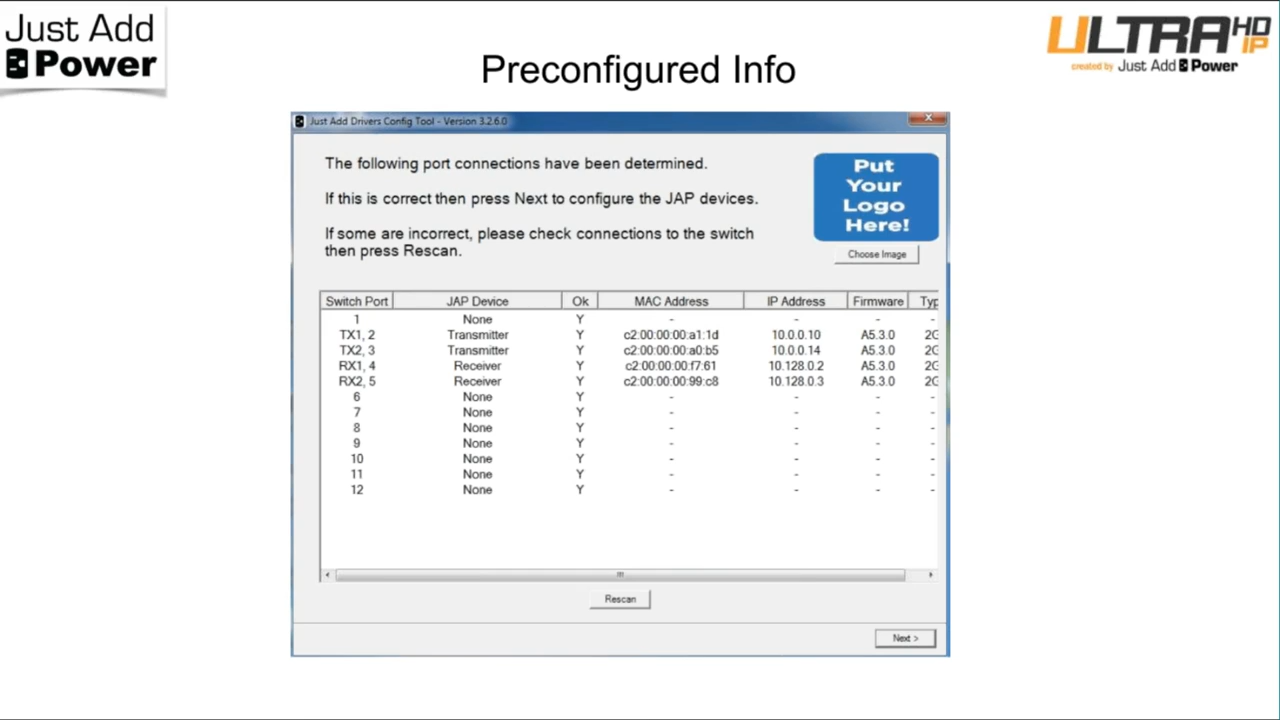 Just Add
Power
Preconfigured Info
ULTRA HD IP
created by Just Add Power
Just Add Drivers Config Tool - Version 3.2.6.0
X
The following port connections have been determined.
If this is correct then press Next to configure the JAP devices.
If some are incorrect, please check connections to the switch
then press Rescan.
Put
Your
Logo
Here!
Choose Image
Switch Port JAP Device Ok MAC Address IP Address Firmware Typ
1 None Y - - - -
TX1, 2 Transmitter Y c2:00:00:00:a1:1d 10.0.0.10 A5.3.0 2G
TX2, 3 Transmitter Y c2:00:00:00:a0:b5 10.0.0.14 A5.3.0 2G
RX1, 4 Receiver Y c2:00:00:00:f7:61 10.128.0.2 A5.3.0 2G
RX2, 5 Receiver Y c2:00:00:00:99:c8 10.128.0.3 A5.3.0 2G
6 None Y - - - -
7 None Y - - - -
8 None Y - - - -
9 None Y - - - -
10 None Y - - - -
11 None Y - - - -
12 None Y - - - -
Rescan
Next >